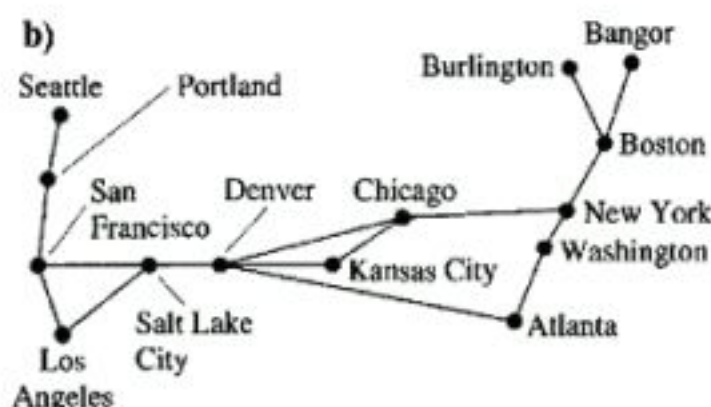 b)
Bangor
Burlington
Seattle
Portland
Boston
San
Francisco
Denver
Chicago
New York
Washington
Kansas City
Salt Lake
City
Atlanta
Los
Angeles